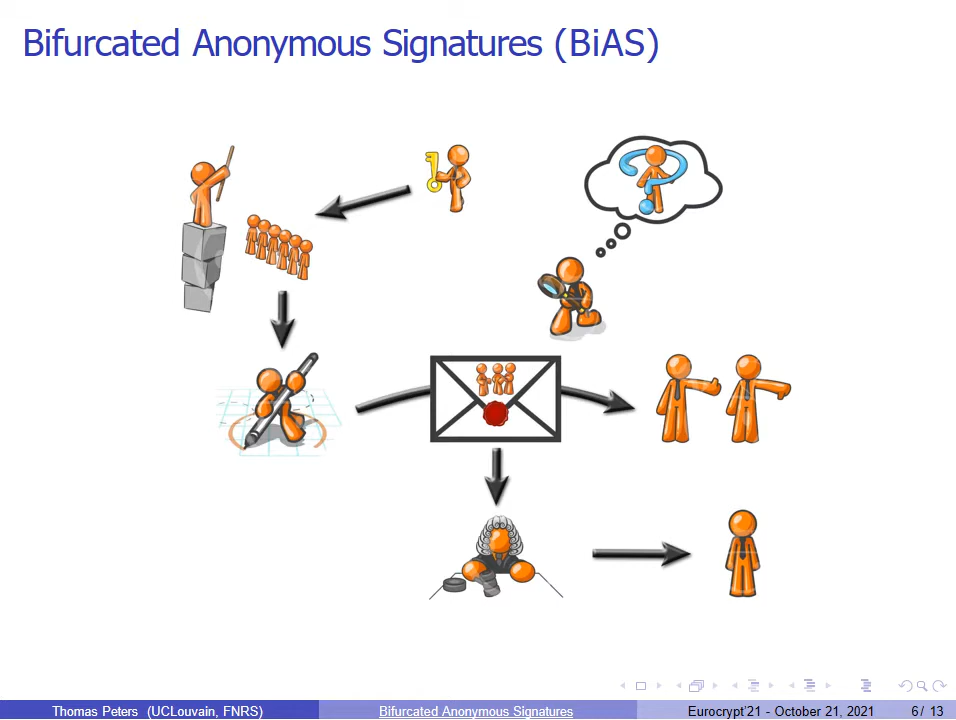 Bifurcated Anonymous Signatures (BiAS)
Thomas Peters (UCLouvain, FNRS)
Bifurcated Anonymous Signatures
Eurocrypt'21 - October 21, 2021
6 / 13